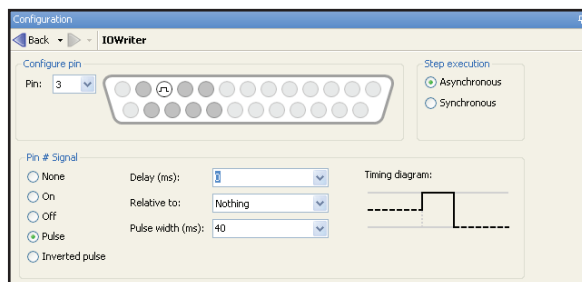 Configuration
Back IOWriter
Configure pin
Pin: 3
Step execution
Asynchronous
Synchronous
Pin # Signal
None
On
Off
Pulse
Inverted pulse
Delay (ms): 0
Relative to: Nothing
Pulse width (ms): 40
Timing diagram: